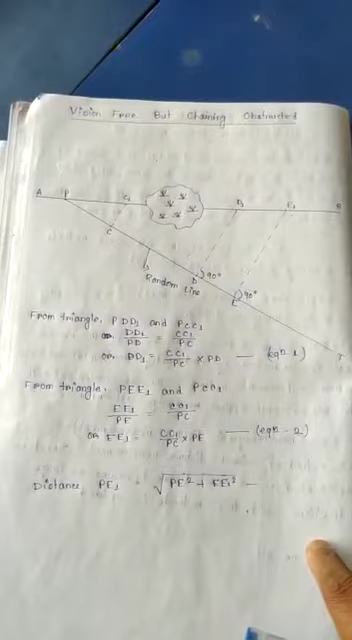 Vision Free But Chaining Obstructed
A P C1 D1 E1 B
C
Random Line
D 90°
E 90°
From triangle, PDD1 and PCC1
or DD1/PD = CC1/PC
or DD1 = CC1/PC × PD — (eqn 1)
From triangle, PEE1 and PCC1
EE1/PE = CC1/PC
or EE1 = CC1/PC × PE — (eqn - 2)
Distance, PE1 = √PE² + EE1²